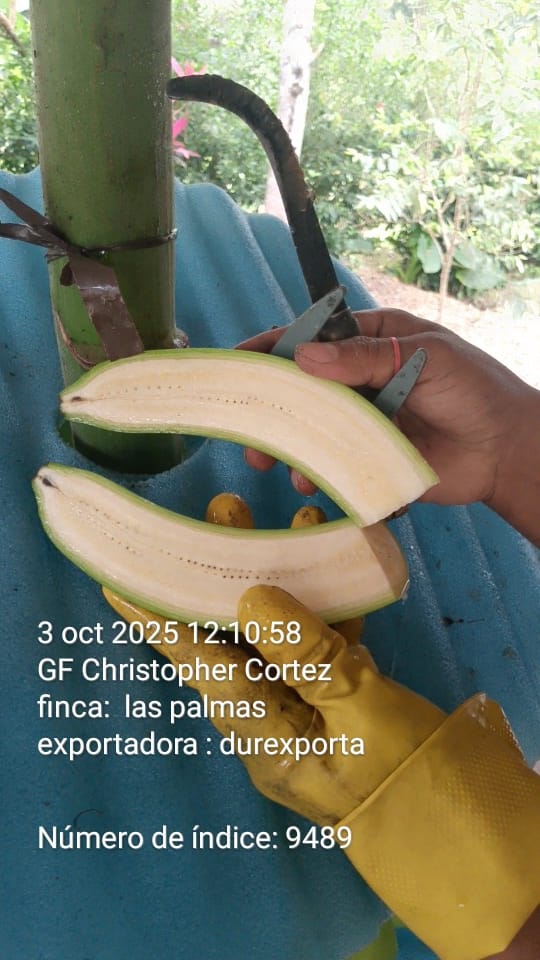 3 oct 2025 12:10:58
GF Christopher Cortez
finca:  las palmas
exportadora : durexporta
Número de índice: 9489